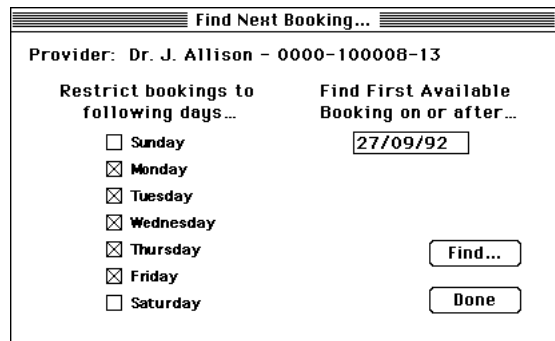 Find Next Booking...
Provider: Dr. J. Allison - 0000-100008-13
Restrict bookings to
following days...
Sunday
Monday
Tuesday
Wednesday
Thursday
Friday
Saturday
Find First Available
Booking on or after...
27/09/92
Find...
Done